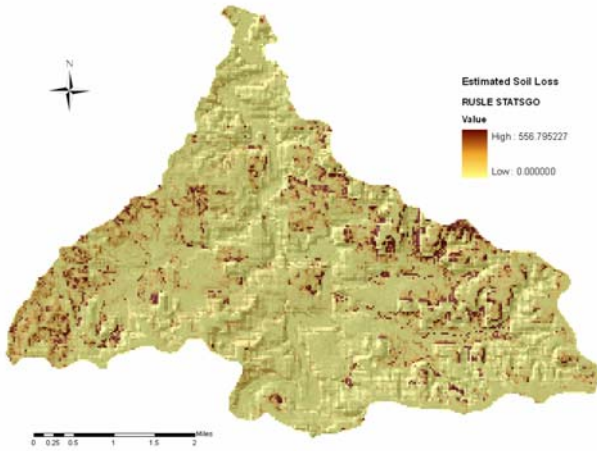 N
Estimated Soil Loss
RUSLE STATSGO
Value
High : 556.795227
Low : 0.000000
Miles
0 0.25 0.5 1 1.5 2